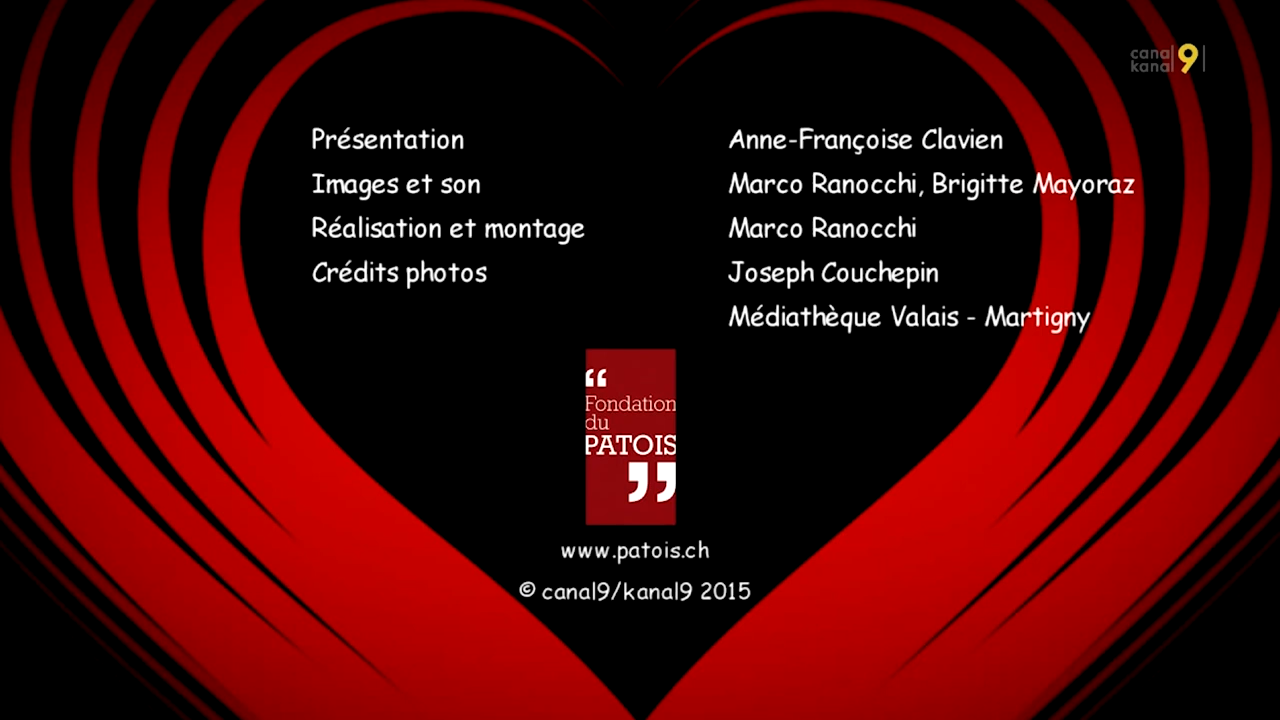 canal
kanal 9
Présentation Anne-Françoise Clavien
Images et son Marco Ranocchi, Brigitte Mayoraz
Réalisation et montage Marco Ranocchi
Crédits photos Joseph Couchepin
Médiathèque Valais - Martigny
“
Fondation
du
PATOIS
”
www.patois.ch
© canal9/kanal9 2015